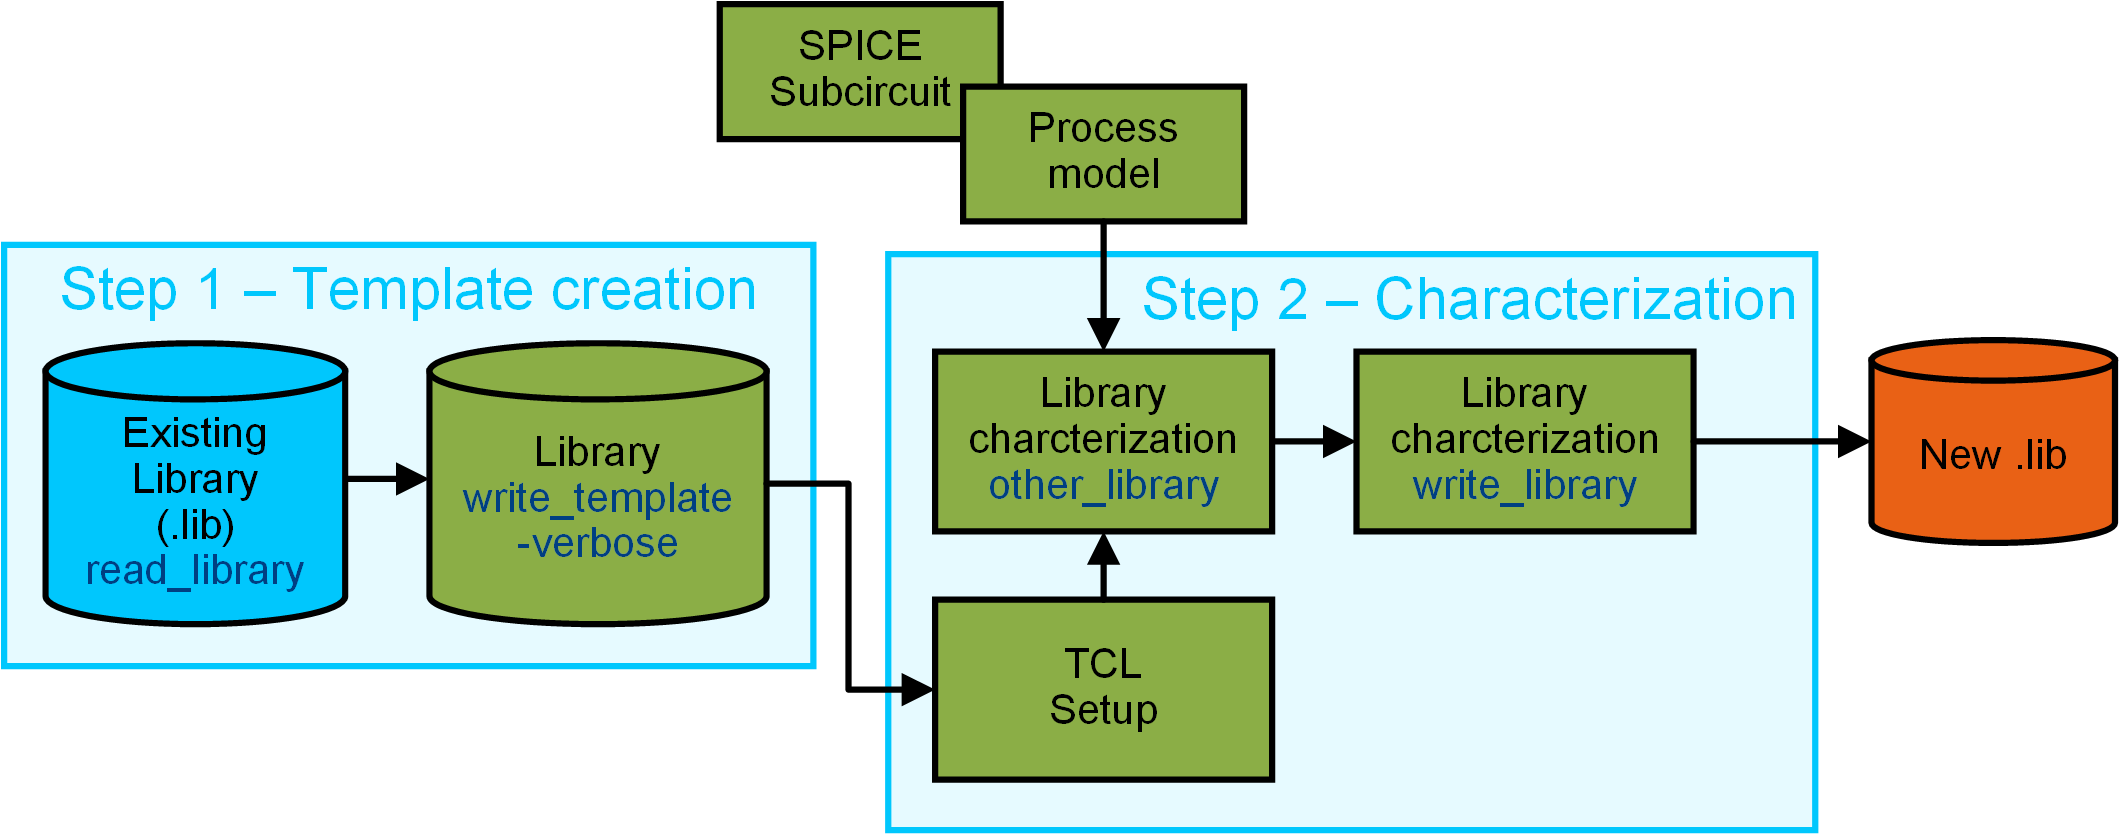 SPICE
Subcircuit
Process
model
Step 1 – Template creation
Existing
Library
(.lib)
read_library
Library
write_template
-verbose
Step 2 – Characterization
Library
charcterization
other_library
Library
charcterization
write_library
TCL
Setup
New .lib